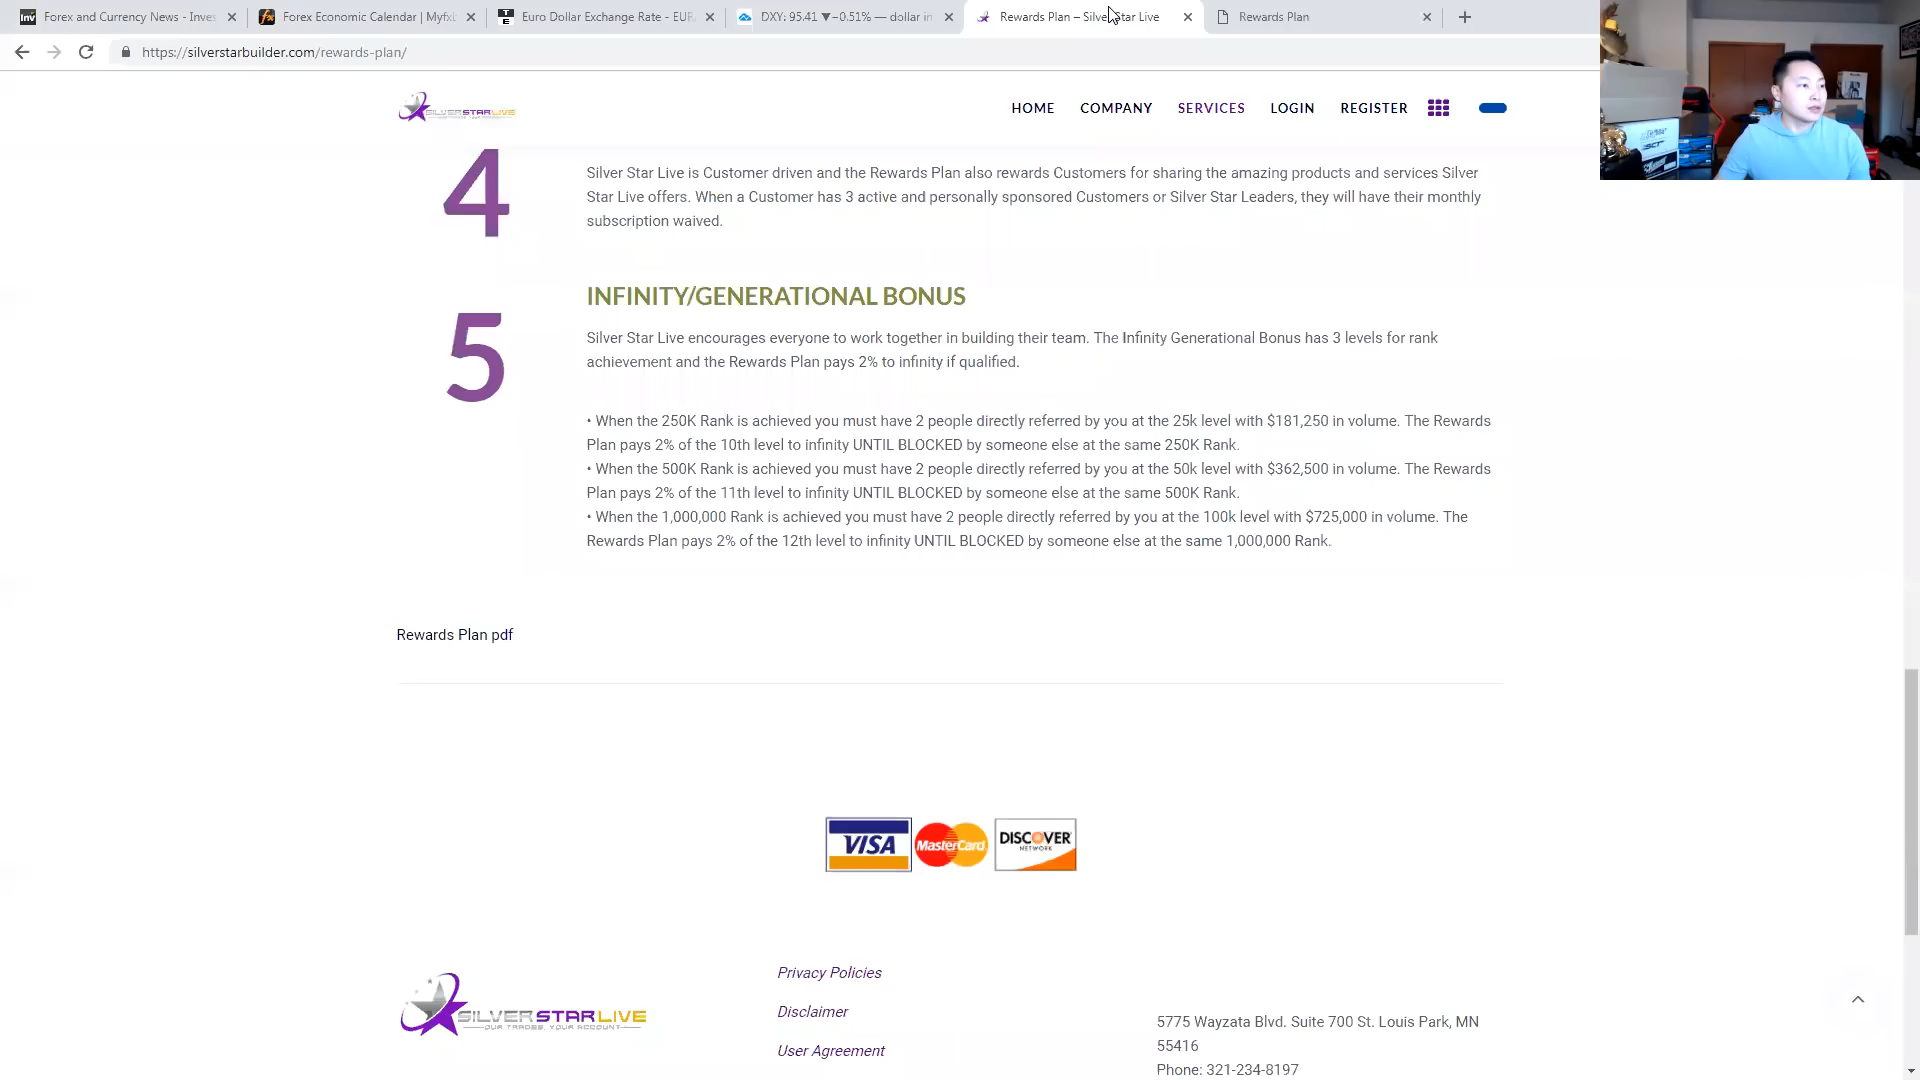 Forex and Currency News - Inves
Forex Economic Calendar | Myfxb
Euro Dollar Exchange Rate - EUR
DXY: 95.41 ▼−0.51% — dollar in
Rewards Plan – Silver Star Live
Rewards Plan
https://silverstarbuilder.com/rewards-plan/
SILVERSTARLIVE
HOME
COMPANY
SERVICES
LOGIN
REGISTER
4
Silver Star Live is Customer driven and the Rewards Plan also rewards Customers for sharing the amazing products and services Silver
Star Live offers. When a Customer has 3 active and personally sponsored Customers or Silver Star Leaders, they will have their monthly
subscription waived.
5
INFINITY/GENERATIONAL BONUS
Silver Star Live encourages everyone to work together in building their team. The Infinity Generational Bonus has 3 levels for rank
achievement and the Rewards Plan pays 2% to infinity if qualified.
• When the 250K Rank is achieved you must have 2 people directly referred by you at the 25k level with $181,250 in volume. The Rewards
Plan pays 2% of the 10th level to infinity UNTIL BLOCKED by someone else at the same 250K Rank.
• When the 500K Rank is achieved you must have 2 people directly referred by you at the 50k level with $362,500 in volume. The Rewards
Plan pays 2% of the 11th level to infinity UNTIL BLOCKED by someone else at the same 500K Rank.
• When the 1,000,000 Rank is achieved you must have 2 people directly referred by you at the 100k level with $725,000 in volume. The
Rewards Plan pays 2% of the 12th level to infinity UNTIL BLOCKED by someone else at the same 1,000,000 Rank.
Rewards Plan pdf
VISA
MasterCard
DISCOVER
NETWORK
SILVERSTARLIVE
OUR TRADES, YOUR ACCOUNT
Privacy Policies
Disclaimer
User Agreement
5775 Wayzata Blvd. Suite 700 St. Louis Park, MN
55416
Phone: 321-234-8197